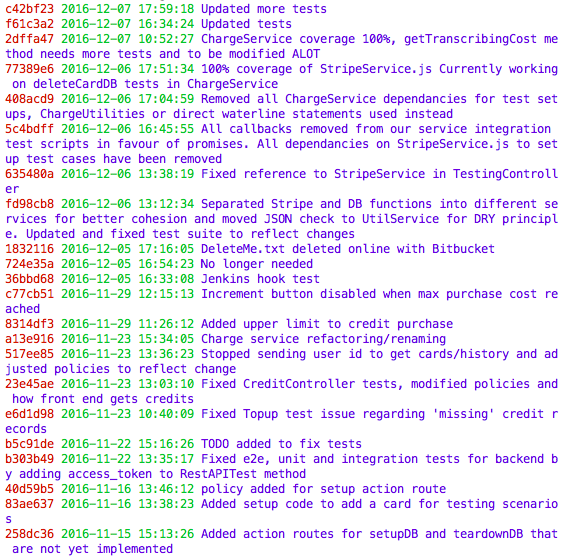 c42bf23 2016-12-07 17:59:18 Updated more tests
f61c3a2 2016-12-07 16:34:24 Updated tests
2dffa47 2016-12-07 10:52:27 ChargeService coverage 100%, getTranscribingCost me
thod needs more tests and to be modified ALOT
77389e6 2016-12-06 17:51:34 100% coverage of StripeService.js Currently working
 on deleteCardDB tests in ChargeService
408acd9 2016-12-06 17:04:59 Removed all ChargeService dependancies for test set
ups, ChargeUtilities or direct waterline statements used instead
5c4bdff 2016-12-06 16:45:55 All callbacks removed from our service integration 
test scripts in favour of promises. All dependancies on StripeService.js to set
up test cases have been removed
635480a 2016-12-06 13:38:19 Fixed reference to StripeService in TestingControll
er
fd98cb8 2016-12-06 13:12:34 Separated Stripe and DB functions into different se
rvices for better cohesion and moved JSON check to UtilService for DRY principl
e. Updated and fixed test suite to reflect changes
1832116 2016-12-05 17:16:05 DeleteMe.txt deleted online with Bitbucket
724e35a 2016-12-05 16:54:23 No longer needed
36bbd68 2016-12-05 16:33:08 Jenkins hook test
c77cb51 2016-11-29 12:15:13 Increment button disabled when max purchase cost re
ached
8314df3 2016-11-29 11:26:12 Added upper limit to credit purchase
a13e916 2016-11-23 15:34:05 Charge service refactoring/renaming
517ee85 2016-11-23 13:36:23 Stopped sending user id to get cards/history and ad
justed policies to reflect change
23e45ae 2016-11-23 13:03:10 Fixed CreditController tests, modified policies and
 how front end gets credits
e6d1d98 2016-11-23 10:40:09 Fixed Topup test issue regarding 'missing' credit r
ecords
b5c91de 2016-11-22 15:16:26 TODO added to fix tests
b303b49 2016-11-22 13:35:17 Fixed e2e, unit and integration tests for backend b
y adding access_token to RestAPITest method
40d59b5 2016-11-16 13:46:12 policy added for setup action route
83ae637 2016-11-16 13:38:23 Added setup code to add a card for testing scenario
s
258dc36 2016-11-15 15:13:26 Added action routes for setupDB and teardownDB that
 are not yet implemented